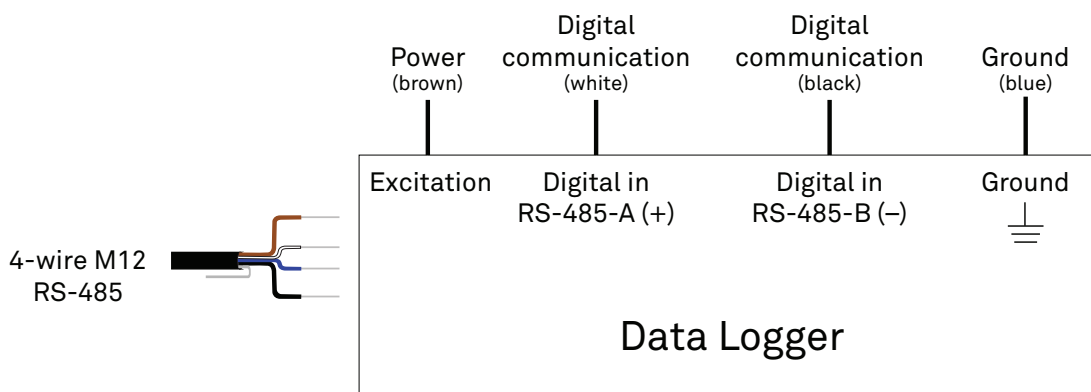 Power
(brown)
Digital
communication
(white)
Digital
communication
(black)
Ground
(blue)
Excitation
Digital in
RS-485-A (+)
Digital in
RS-485-B (–)
Ground
4-wire M12
RS-485
Data Logger